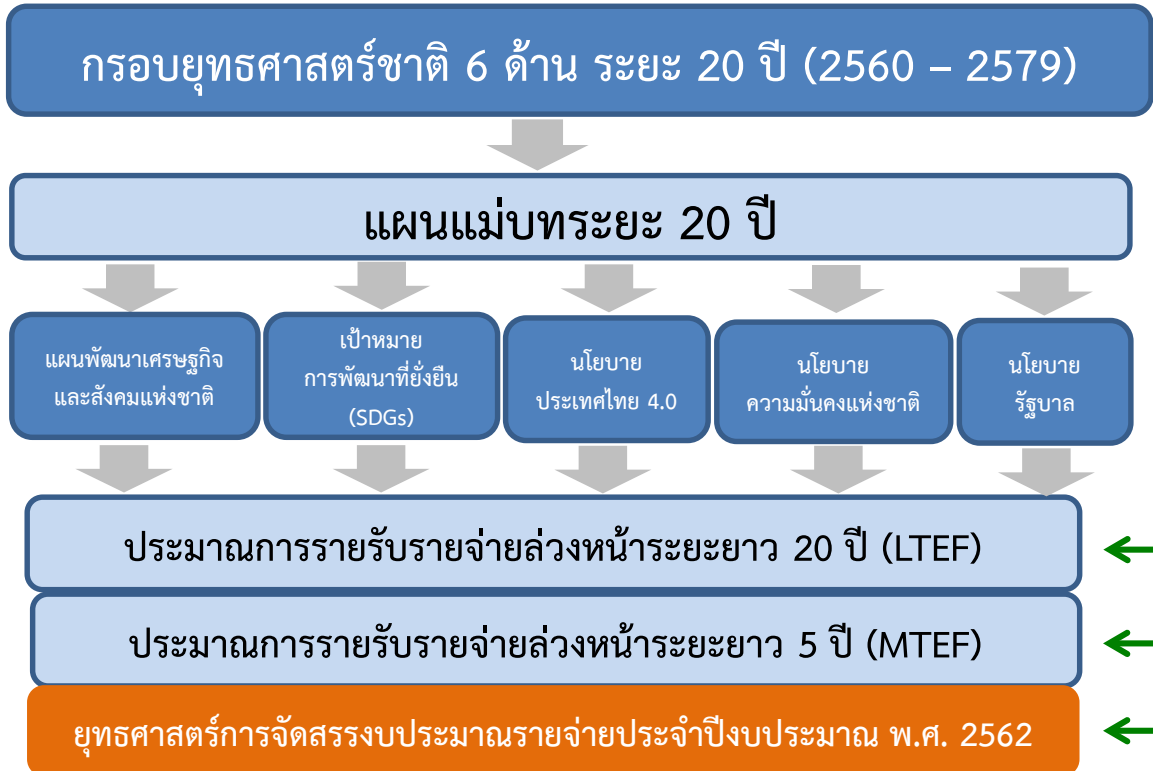 กรอบยุทธศาสตร์ชาติ 6 ด้าน ระยะ 20 ปี (2560 – 2579)
แผนแม่บทระยะ 20 ปี
แผนพัฒนาเศรษฐกิจ
และสังคมแห่งชาติ
เป้าหมาย
การพัฒนาที่ยั่งยืน
(SDGs)
นโยบาย
ประเทศไทย 4.0
นโยบาย
ความมั่นคงแห่งชาติ
นโยบาย
รัฐบาล
ประมาณการรายรับรายจ่ายล่วงหน้าระยะยาว 20 ปี (LTEF)
ประมาณการรายรับรายจ่ายล่วงหน้าระยะยาว 5 ปี (MTEF)
ยุทธศาสตร์การจัดสรรงบประมาณรายจ่ายประจำปีงบประมาณ พ.ศ. 2562